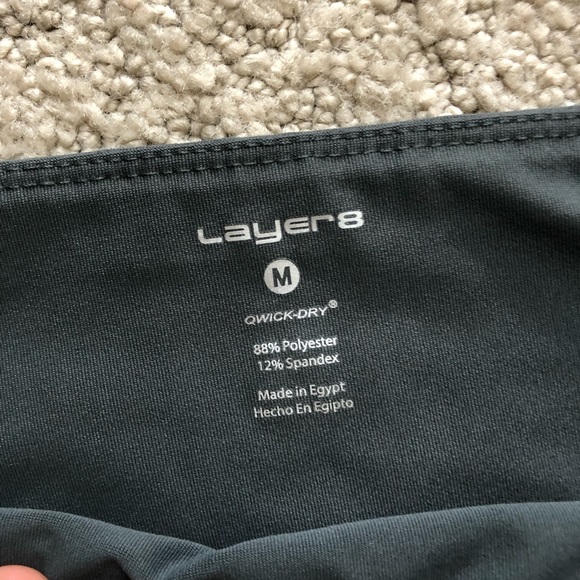 Layer8
M
QWICK-DRY®
88% Polyester
12% Spandex
Made in Egypt
Hecho En Egipto